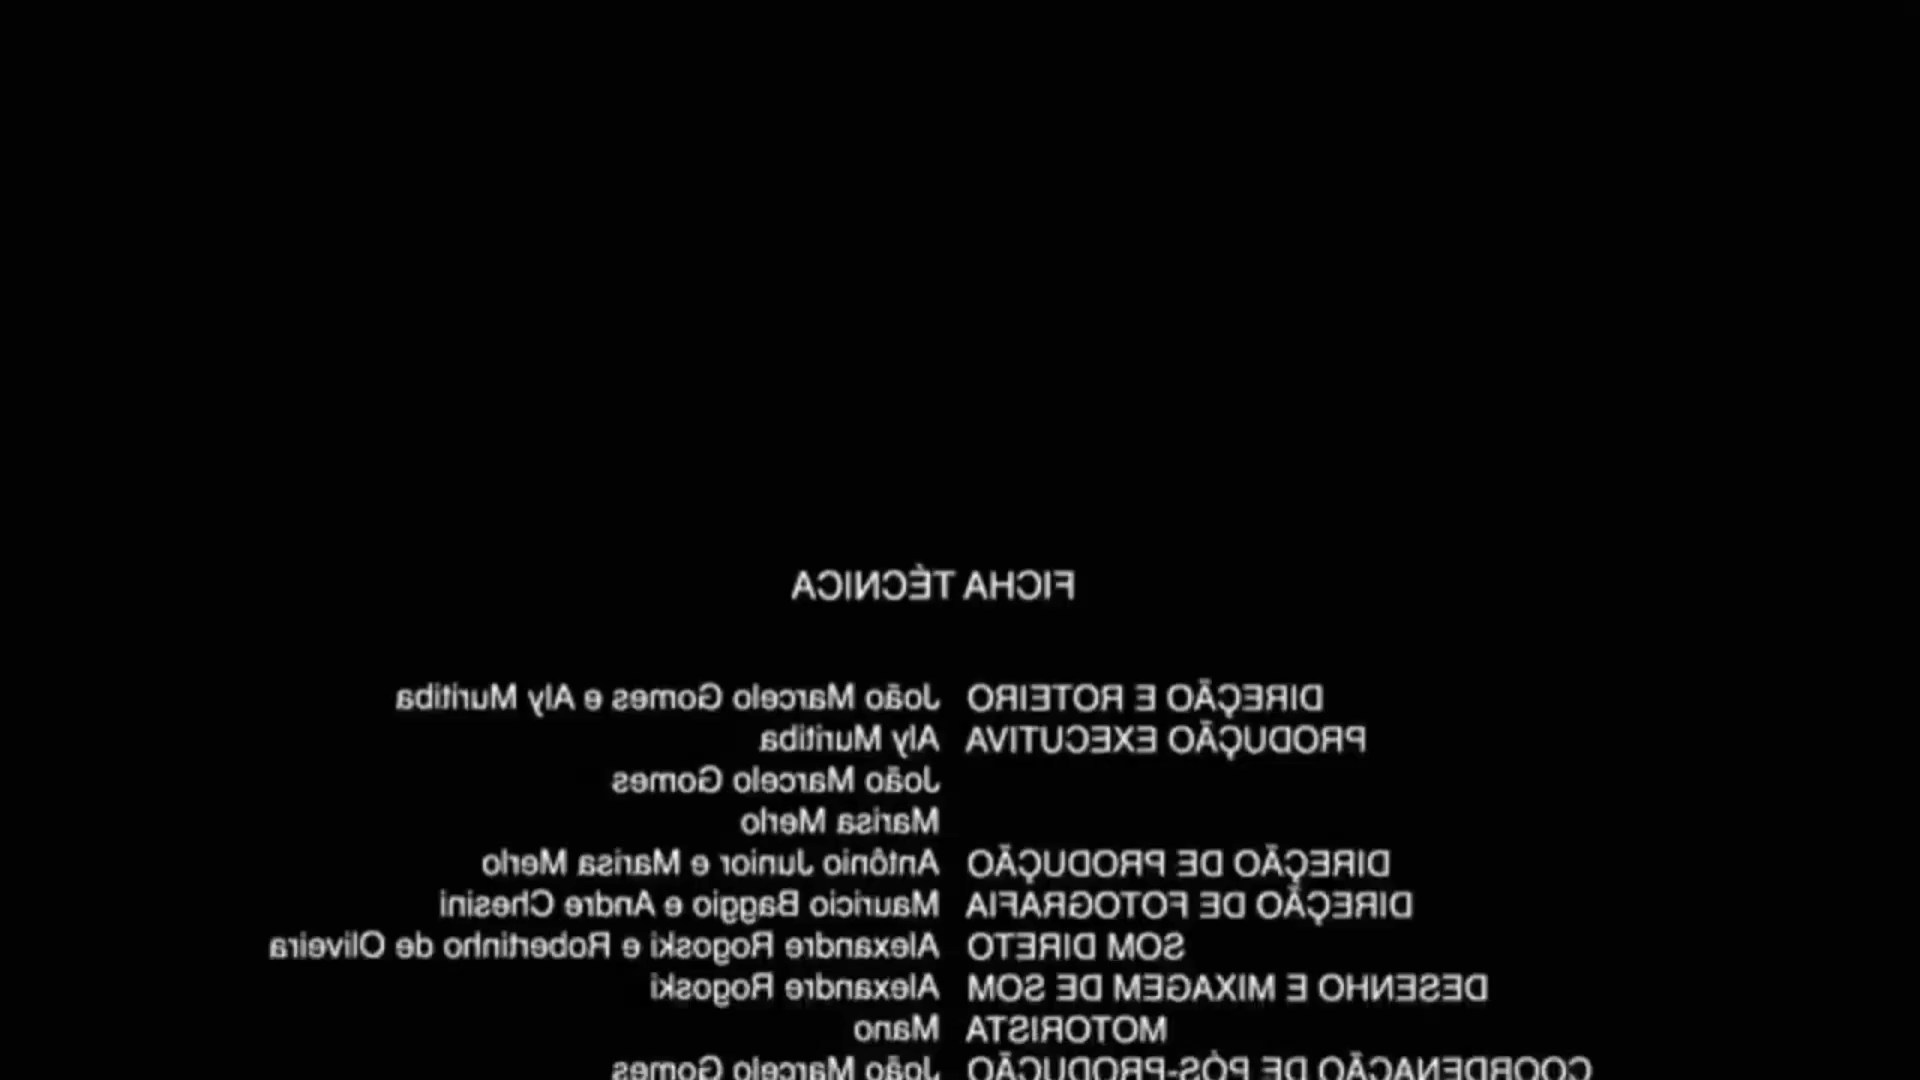 FICHA TÉCNICA
DIREÇÃO E ROTEIRO João Marcelo Gomes e Aly Muritiba
PRODUÇÃO EXECUTIVA Aly Muritiba
João Marcelo Gomes
Marisa Merlo
DIREÇÃO DE PRODUÇÃO Antônio Junior e Marisa Merlo
DIREÇÃO DE FOTOGRAFIA Mauricio Baggio e Andre Chesini
SOM DIRETO Alexandre Rogoski e Robertinho de Oliveira
DESENHO E MIXAGEM DE SOM Alexandre Rogoski
MOTORISTA Mano
COORDENAÇÃO DE PÓS-PRODUÇÃO João Marcelo Gomes